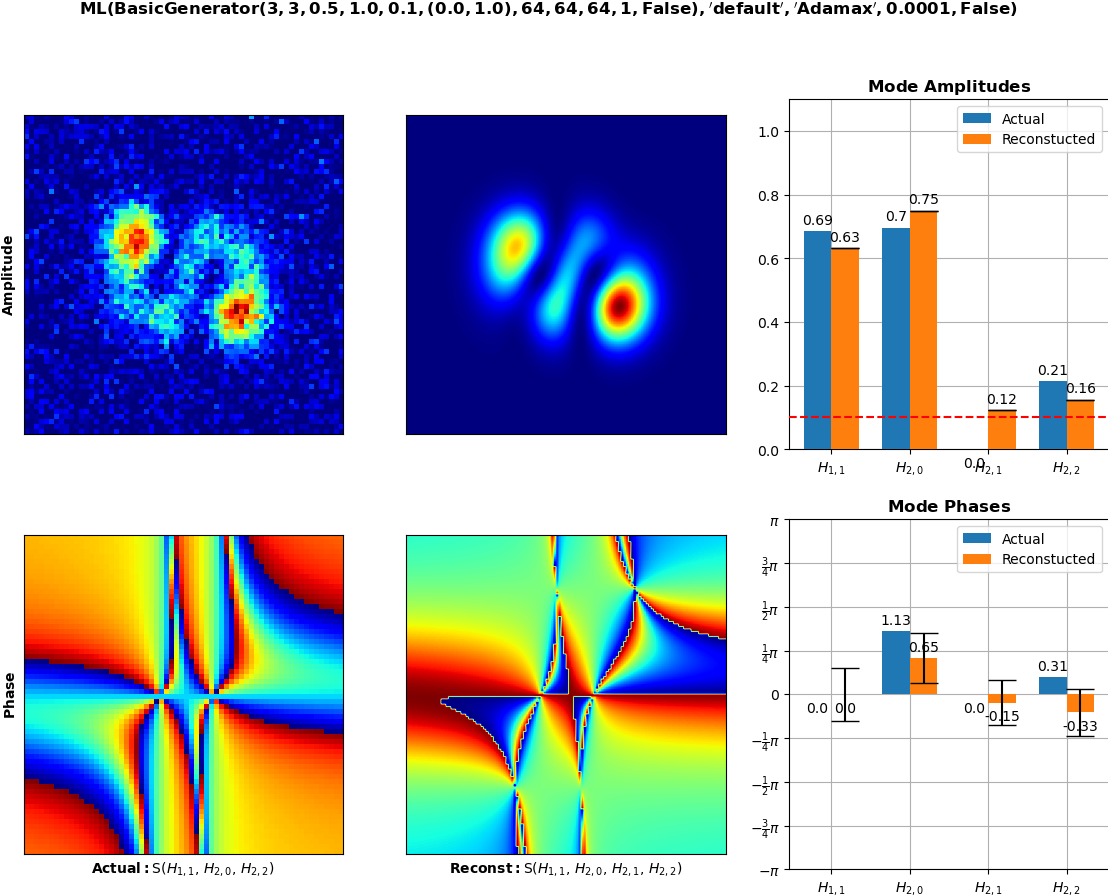 ML(BasicGenerator(3, 3, 0.5, 1.0, 0.1, (0.0, 1.0), 64, 64, 64, 1, False), ′default′, ′Adamax′, 0.0001, False)
Amplitude
Mode Amplitudes
Actual
Reconstucted
1.0
0.8
0.6
0.4
0.2
0.0
0.69
0.63
0.7
0.75
0.0
0.12
0.21
0.16
H1,1
H2,0
H2,1
H2,2
Phase
Actual: S(H1,1, H2,0, H2,2)
Reconst: S(H1,1, H2,0, H2,1, H2,2)
Mode Phases
Actual
Reconstucted
π
3/4π
1/2π
1/4π
0
−1/4π
−1/2π
−3/4π
−π
0.0
0.0
1.13
0.65
0.0
-0.15
0.31
-0.33
H1,1
H2,0
H2,1
H2,2